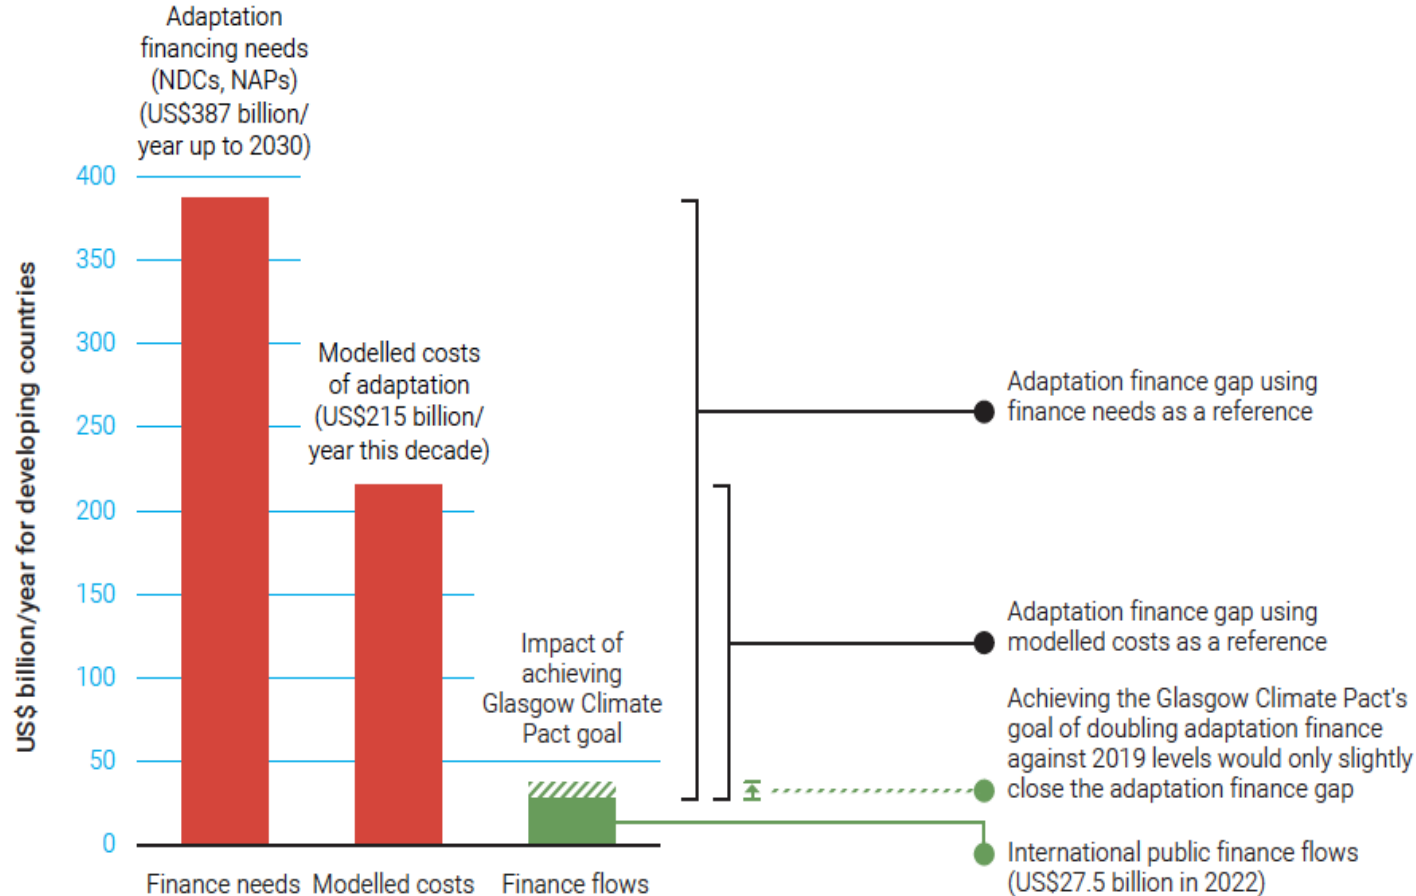 Adaptation
financing needs
(NDCs, NAPs)
(US$387 billion/
year up to 2030)
400
350
300
250
200
150
100
50
0
US$ billion/year for developing countries
Modelled costs
of adaptation
(US$215 billion/
year this decade)
Impact of
achieving
Glasgow Climate
Pact goal
Finance needs
Modelled costs
Finance flows
Adaptation finance gap using
finance needs as a reference
Adaptation finance gap using
modelled costs as a reference
Achieving the Glasgow Climate Pact's
goal of doubling adaptation finance
against 2019 levels would only slightly
close the adaptation finance gap
International public finance flows
(US$27.5 billion in 2022)